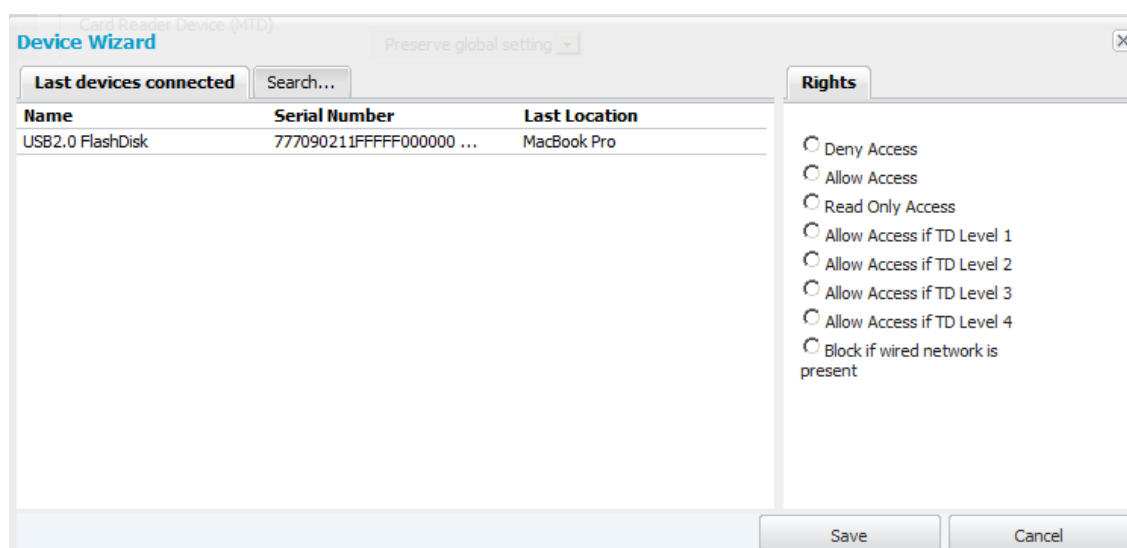 Card Reader Device (MTD)
Device Wizard
Preserve global setting
Last devices connected Search...
Rights
Name Serial Number Last Location
USB2.0 FlashDisk 777090211FFFFF000000 ... MacBook Pro
Deny Access
Allow Access
Read Only Access
Allow Access if TD Level 1
Allow Access if TD Level 2
Allow Access if TD Level 3
Allow Access if TD Level 4
Block if wired network is
present
Save Cancel